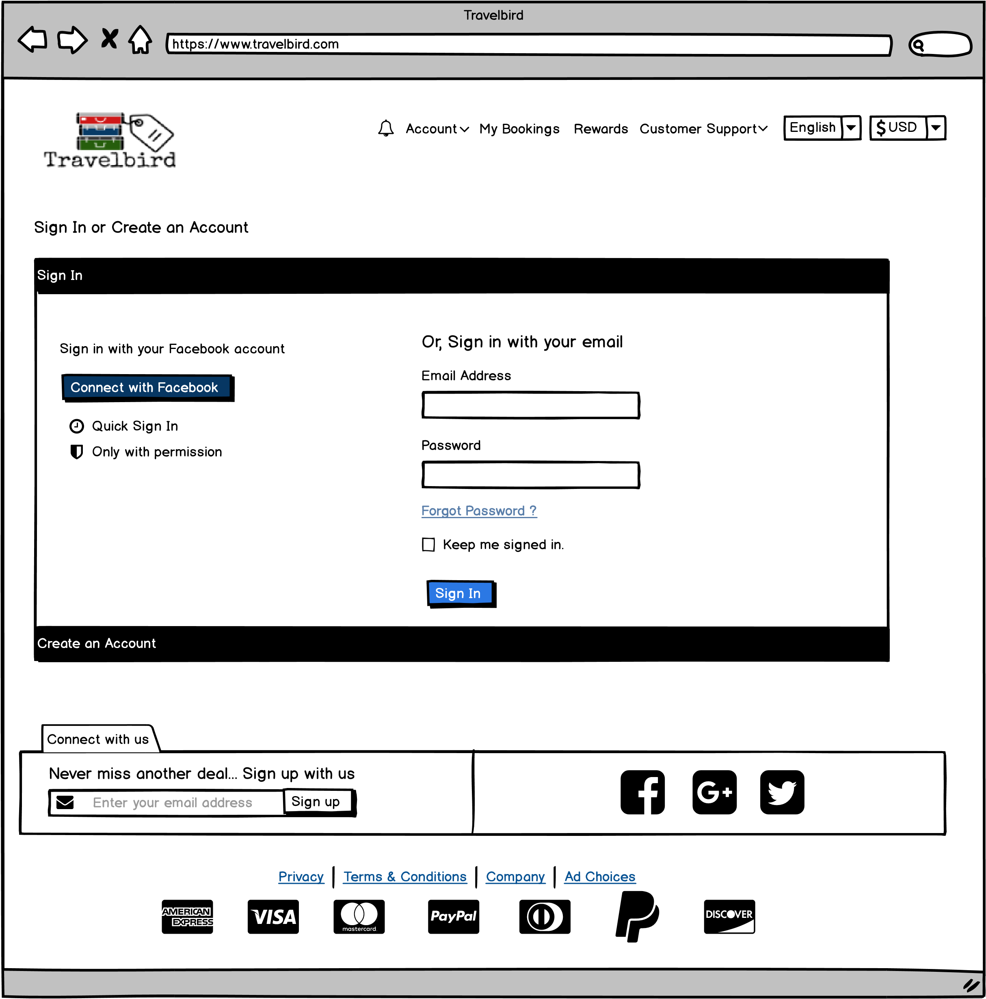 Travelbird
https://www.travelbird.com
Travelbird
Account My Bookings Rewards Customer Support English $ USD
Sign In or Create an Account
Sign In
Sign in with your Facebook account
Connect with Facebook
Quick Sign In
Only with permission
Or, Sign in with your email
Email Address
Password
Forgot Password ?
Keep me signed in.
Sign In
Create an Account
Connect with us
Never miss another deal... Sign up with us
Enter your email address Sign up
f G+
Privacy | Terms & Conditions | Company | Ad Choices
AMERICAN EXPRESS VISA mastercard PayPal DISCOVER